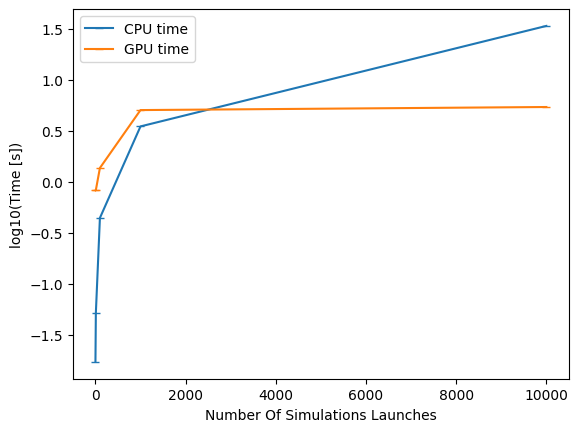 CPU time
GPU time
1.5
1.0
0.5
0.0
−0.5
−1.0
−1.5
log10(Time [s])
0 2000 4000 6000 8000 10000
Number Of Simulations Launches